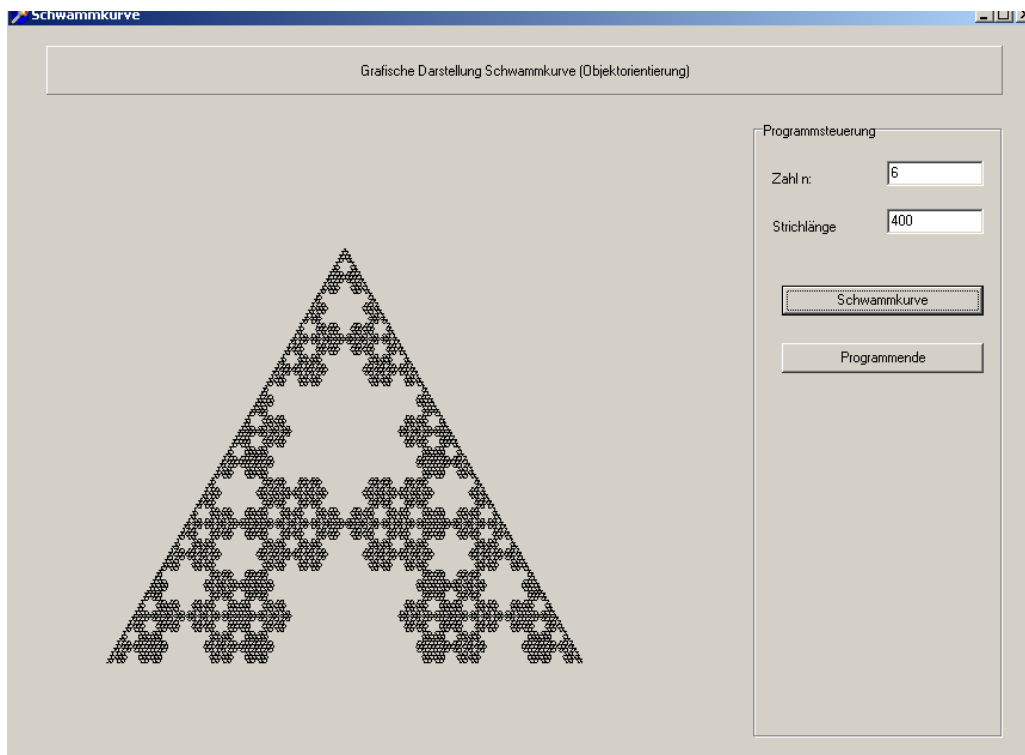 Schwammkurve
Grafische Darstellung Schwammkurve (Objektorientierung)
Programmsteuerung
Zahl n: 6
Strichlänge 400
Schwammkurve
Programmende